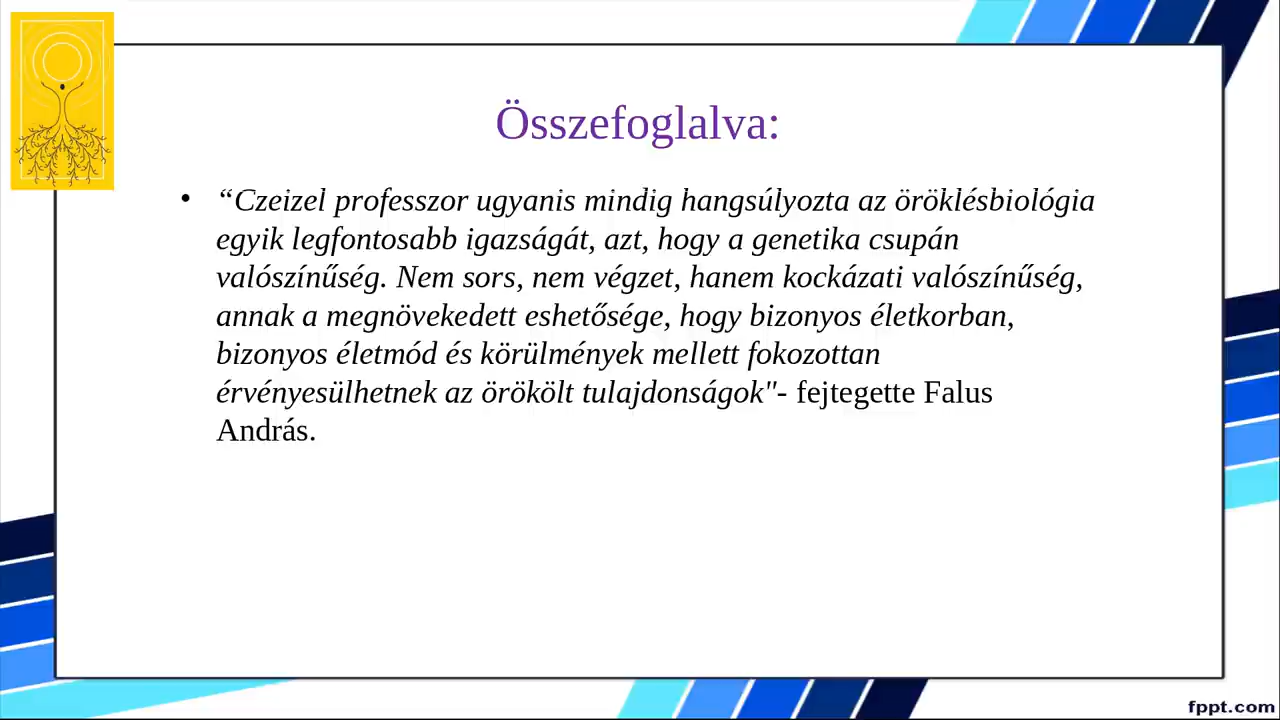 Összefoglalva:
• “Czeizel professzor ugyanis mindig hangsúlyozta az öröklésbiológia
egyik legfontosabb igazságát, azt, hogy a genetika csupán
valószínűség. Nem sors, nem végzet, hanem kockázati valószínűség,
annak a megnövekedett eshetősége, hogy bizonyos életkorban,
bizonyos életmód és körülmények mellett fokozottan
érvényesülhetnek az örökölt tulajdonságok"- fejtegette Falus
András.
fppt.com